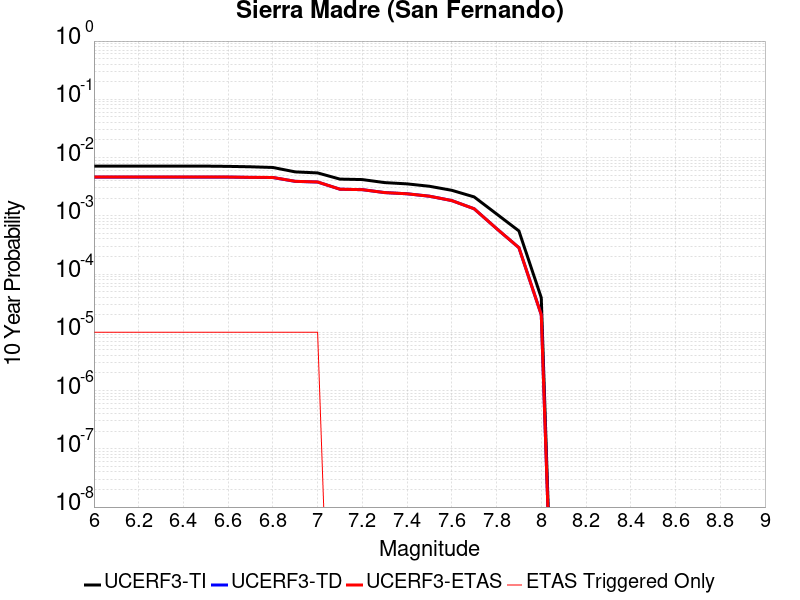 Sierra Madre (San Fernando)
10 Year Probability
10^0
10^-1
10^-2
10^-3
10^-4
10^-5
10^-6
10^-7
10^-8
6 6.2 6.4 6.6 6.8 7 7.2 7.4 7.6 7.8 8 8.2 8.4 8.6 8.8 9
Magnitude
UCERF3-TI UCERF3-TD UCERF3-ETAS ETAS Triggered Only